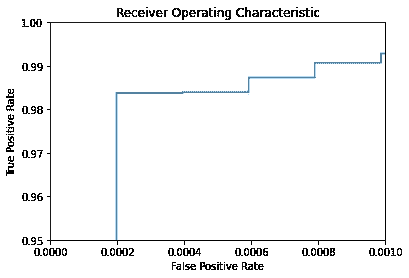 Receiver Operating Characteristic
1.00
0.99
0.98
0.97
0.96
0.95
True Positive Rate
0.0000 0.0002 0.0004 0.0006 0.0008 0.0010
False Positive Rate